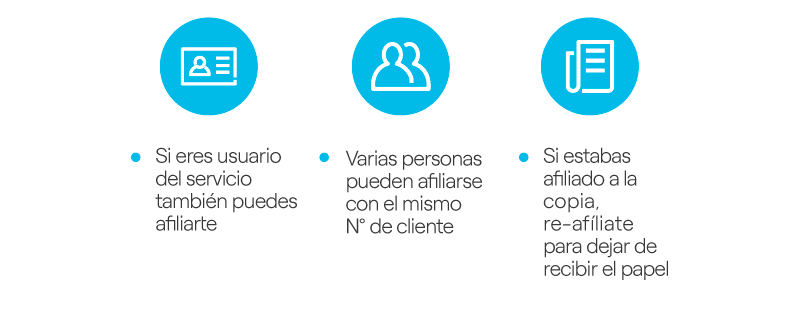 Si eres usuario
del servicio
también puedes
afiliarte
Varias personas
pueden afiliarse
con el mismo
N° de cliente
Si estabas
afiliado a la
copia,
re-afíliate
para dejar de
recibir el papel